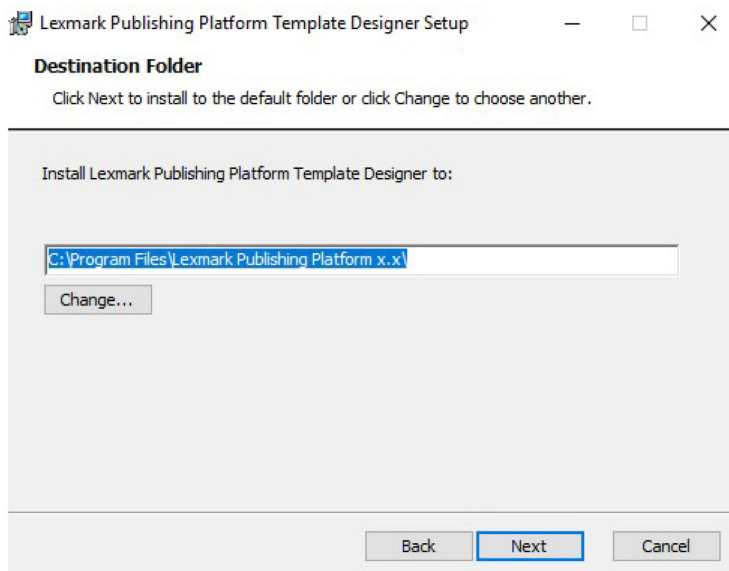 Lexmark Publishing Platform Template Designer Setup
Destination Folder
Click Next to install to the default folder or click Change to choose another.
Install Lexmark Publishing Platform Template Designer to:
C:\Program Files\Lexmark Publishing Platform x.x\
Change...
Back Next Cancel